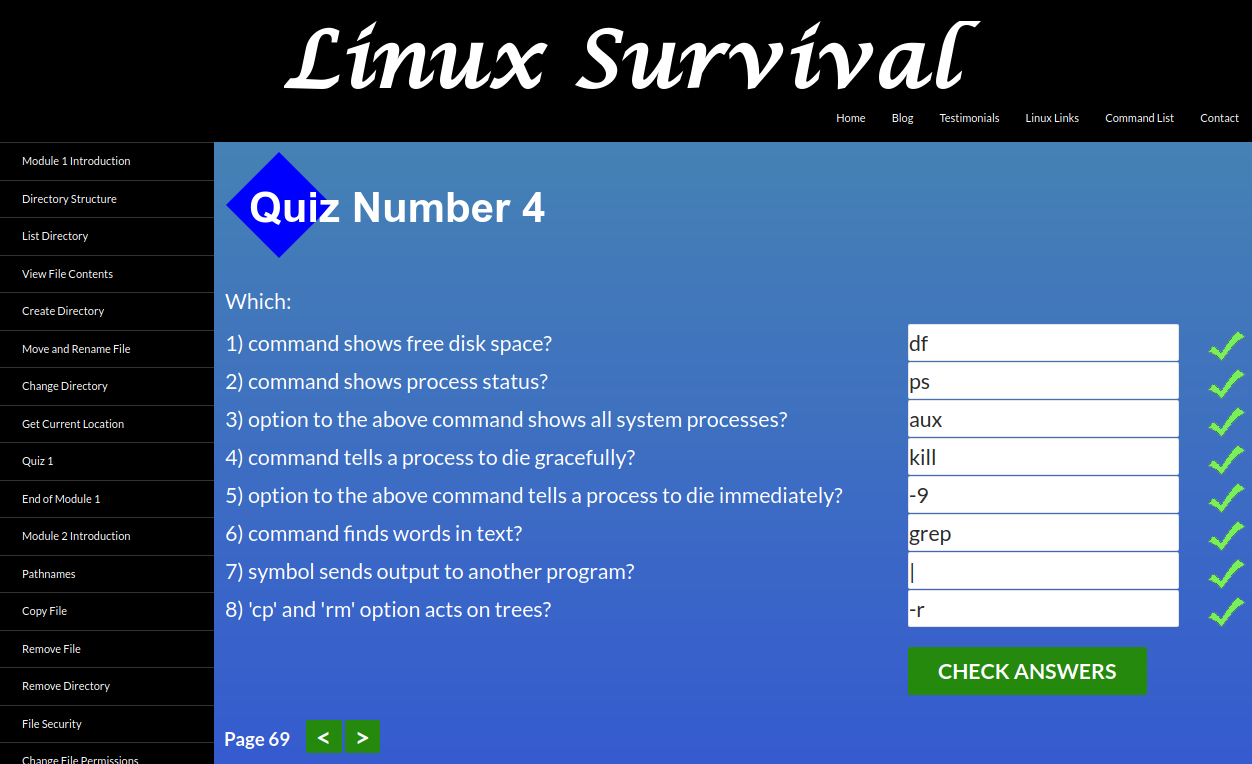 Linux Survival
Home Blog Testimonials Linux Links Command List Contact
Module 1 Introduction
Directory Structure
List Directory
View File Contents
Create Directory
Move and Rename File
Change Directory
Get Current Location
Quiz 1
End of Module 1
Module 2 Introduction
Pathnames
Copy File
Remove File
Remove Directory
File Security
Change File Permissions
Quiz Number 4
Which:
1) command shows free disk space? df
2) command shows process status? ps
3) option to the above command shows all system processes? aux
4) command tells a process to die gracefully? kill
5) option to the above command tells a process to die immediately? -9
6) command finds words in text? grep
7) symbol sends output to another program? |
8) 'cp' and 'rm' option acts on trees? -r
CHECK ANSWERS
Page 69 < >